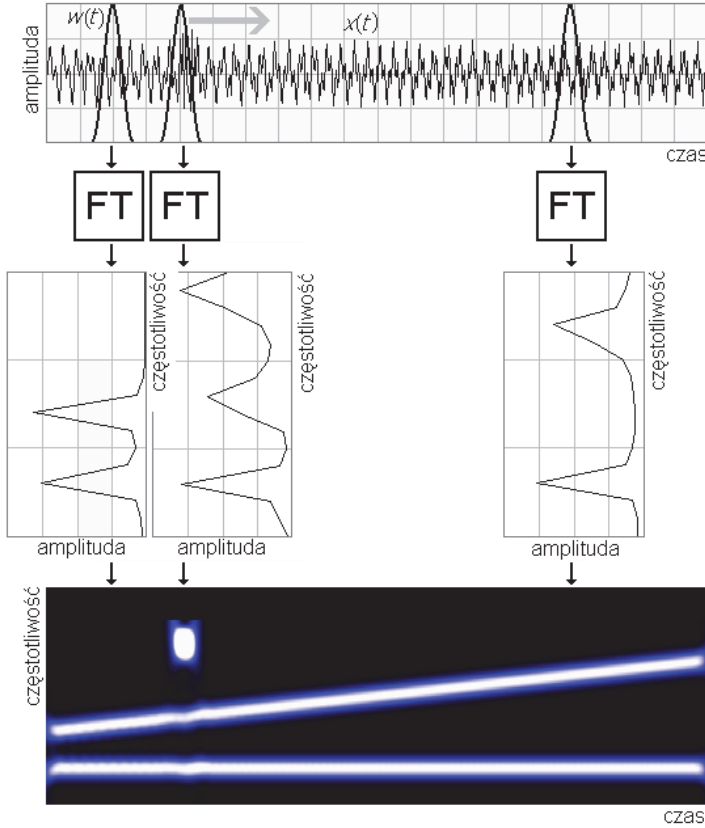 w(t)
x(t)
amplituda
czas
FT FT FT
częstotliwość
częstotliwość
częstotliwość
amplituda
amplituda
amplituda
częstotliwość
czas